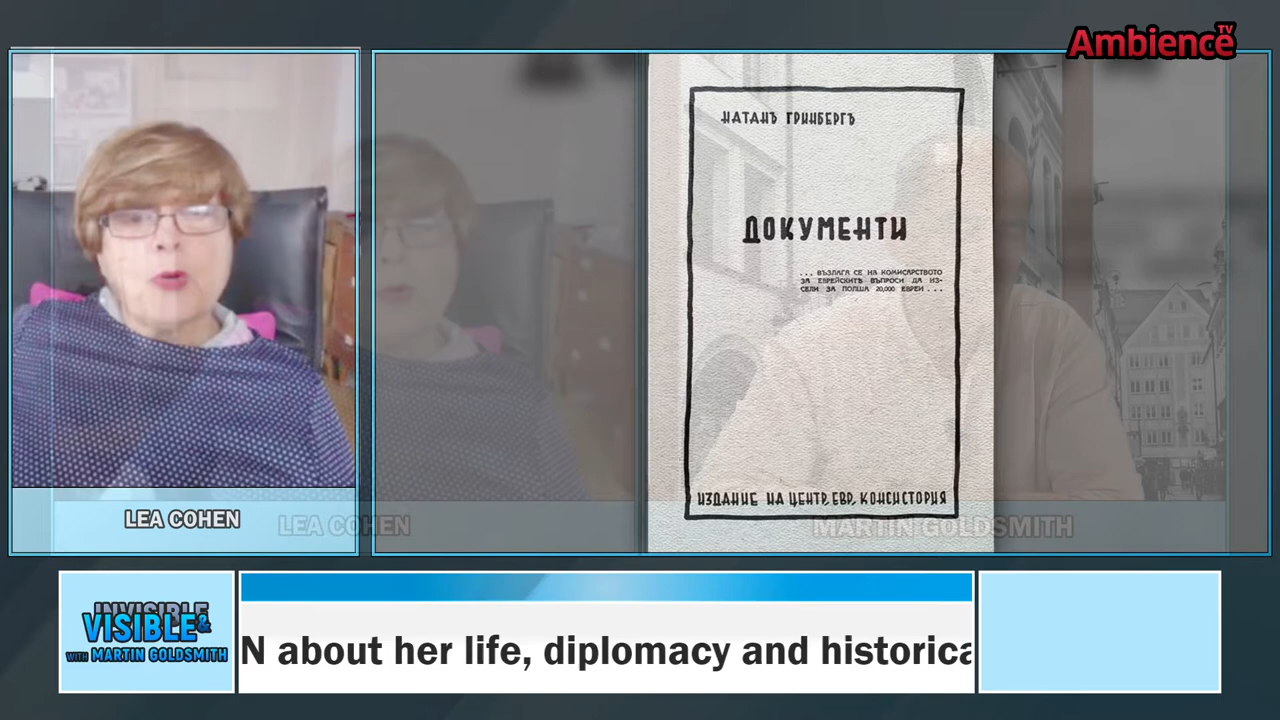 Ambience TV
НАТАНЪ ГРИНБЕРГЪ
ДОКУМЕНТИ
... ВЪЗЛАГА СЕ НА КОМИСАРСТВОТО
ЗА ЕВРЕЙСКИТѢ ВЪПРОСИ ДА ИЗ-
СЕЛИ ЗА ПОЛША 20,000 ЕВРЕИ ...
ИЗДАНИЕ НА ЦЕНТР. ЕВР. КОНСИСТОРИЯ
LEA COHEN
LEA COHEN
MARTIN GOLDSMITH
INVISIBLE
VISIBLE &
WITH MARTIN GOLDSMITH
N about her life, diplomacy and historica